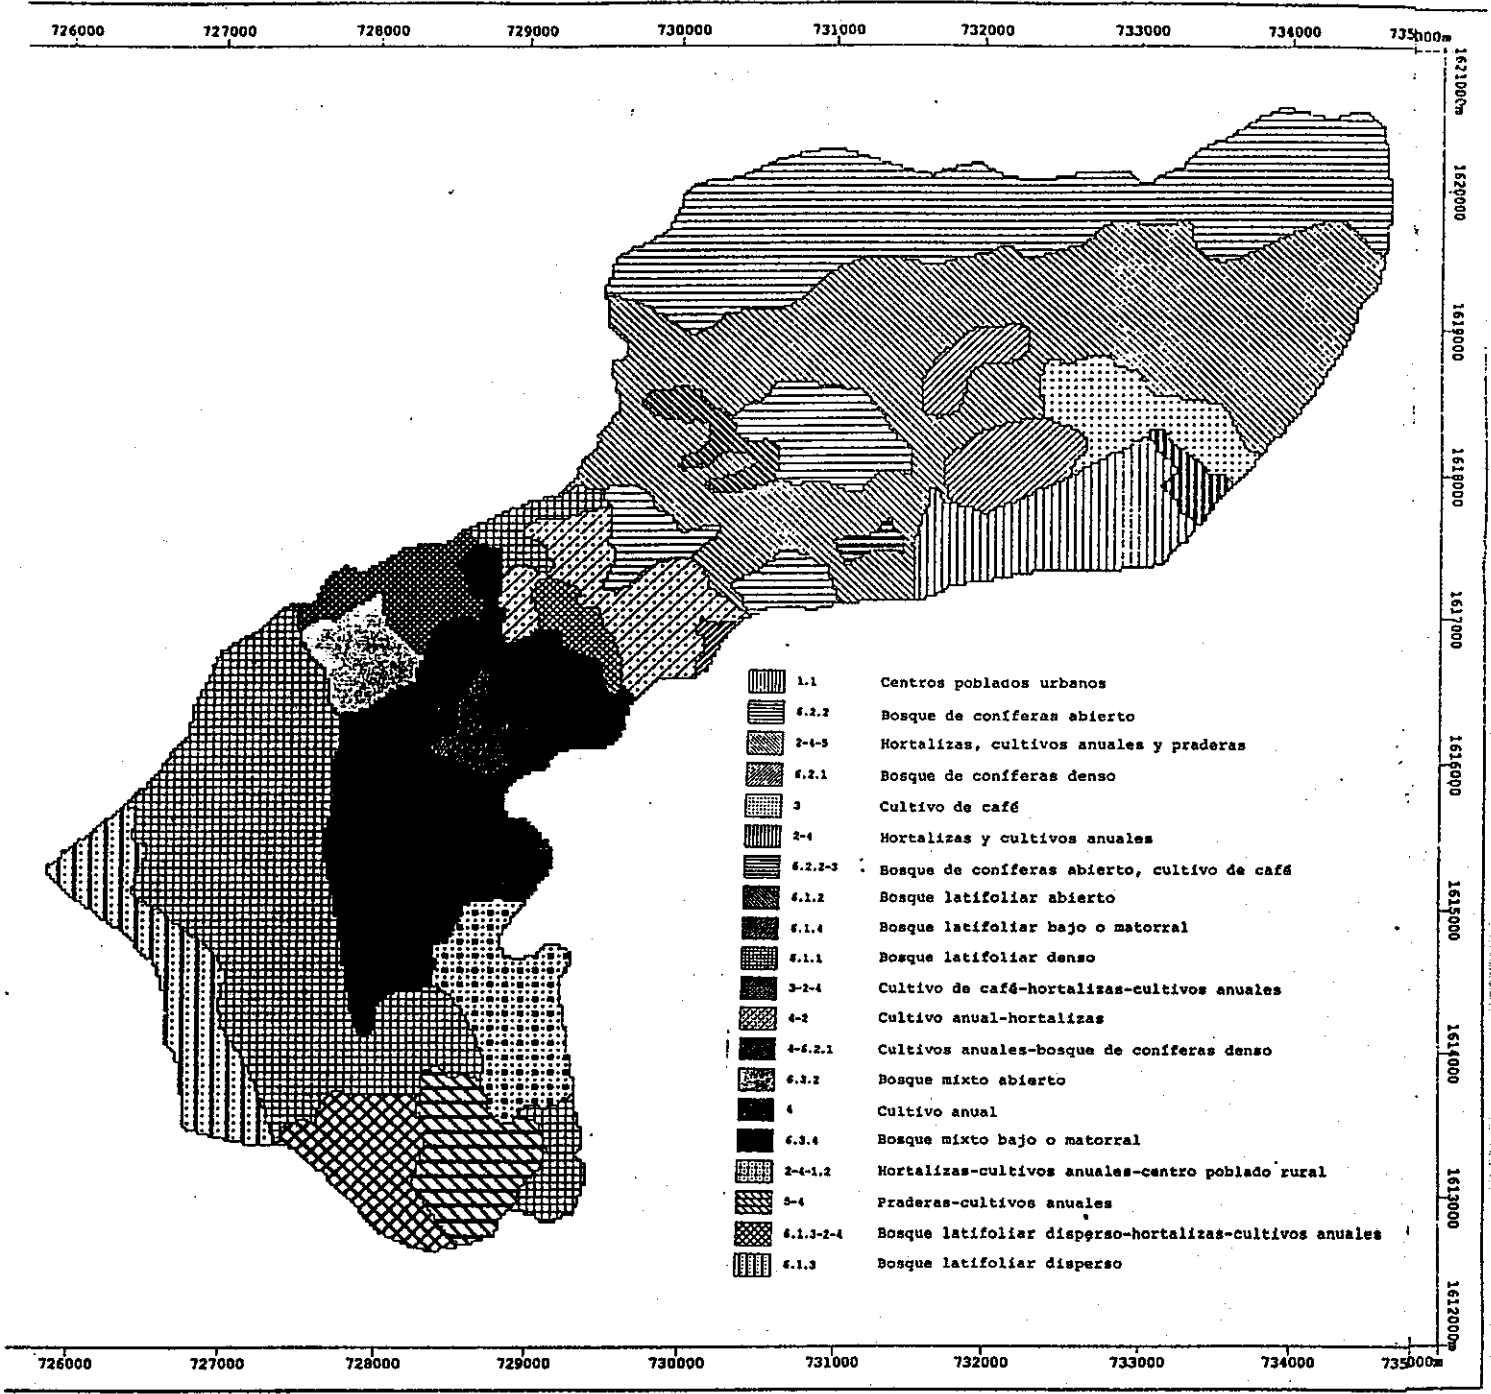 726000 727000 728000 729000 730000 731000 732000 733000 734000 735000m
1621000m
1620000
1619000
1618000
1617000
1616000
1615000
1614000
1613000
1612000m
1.1 Centros poblados urbanos
6.2.2 Bosque de coníferas abierto
2-4-5 Hortalizas, cultivos anuales y praderas
6.2.1 Bosque de coníferas denso
3 Cultivo de café
2-4 Hortalizas y cultivos anuales
6.2.2-3 Bosque de coníferas abierto, cultivo de café
6.1.2 Bosque latifoliar abierto
6.1.4 Bosque latifoliar bajo o matorral
6.1.1 Bosque latifoliar denso
3-2-4 Cultivo de café-hortalizas-cultivos anuales
4-2 Cultivo anual-hortalizas
4-6.2.1 Cultivos anuales-bosque de coníferas denso
6.3.2 Bosque mixto abierto
4 Cultivo anual
6.3.4 Bosque mixto bajo o matorral
2-4-1.2 Hortalizas-cultivos anuales-centro poblado rural
5-4 Praderas-cultivos anuales
6.1.3-2-4 Bosque latifoliar disperso-hortalizas-cultivos anuales
6.1.3 Bosque latifoliar disperso
726000 727000 728000 729000 730000 731000 732000 733000 734000 735000m